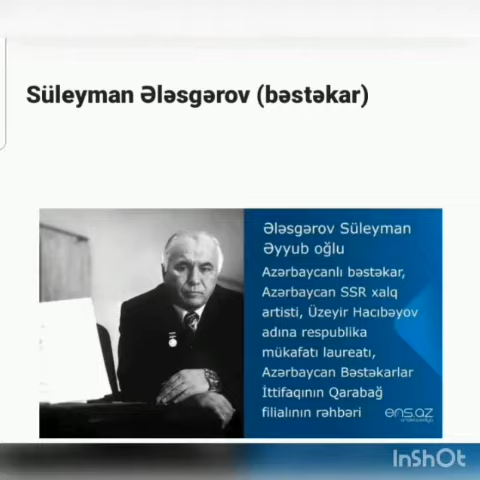 Süleyman Ələsgərov (bəstəkar)
Ələsgərov Süleyman
Əyyub oğlu
Azərbaycanlı bəstəkar,
Azərbaycan SSR xalq
artisti, Üzeyir Hacıbəyov
adına respublika
mükafatı laureatı,
Azərbaycan Bəstəkarlar
İttifaqının Qarabağ
filialının rəhbəri
ens.az
InShOt